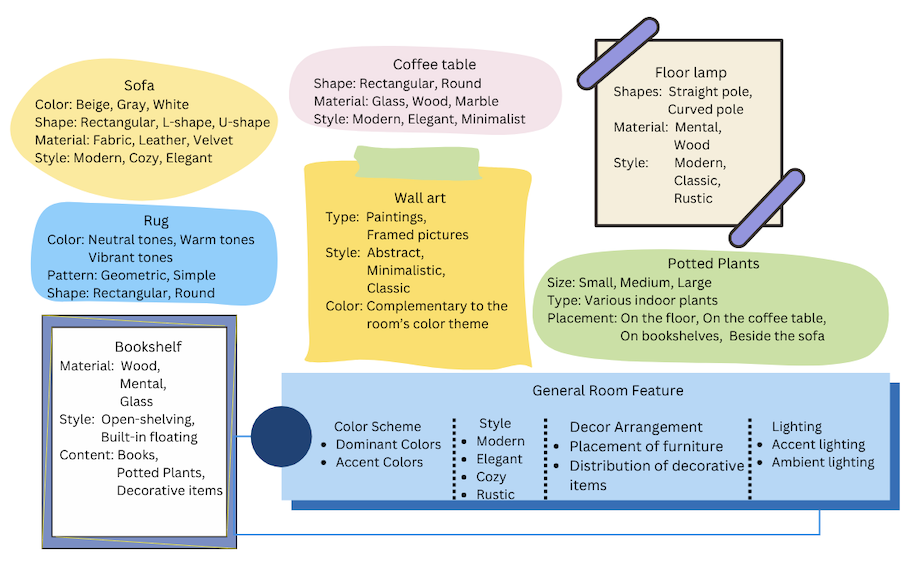 Sofa
Color: Beige, Gray, White
Shape: Rectangular, L-shape, U-shape
Material: Fabric, Leather, Velvet
Style: Modern, Cozy, Elegant
Coffee table
Shape: Rectangular, Round
Material: Glass, Wood, Marble
Style: Modern, Elegant, Minimalist
Floor lamp
Shapes: Straight pole,
Curved pole
Material: Mental,
Wood
Style: Modern,
Classic,
Rustic
Rug
Color: Neutral tones, Warm tones
Vibrant tones
Pattern: Geometric, Simple
Shape: Rectangular, Round
Wall art
Type: Paintings,
Framed pictures
Style: Abstract,
Minimalistic,
Classic
Color: Complementary to the
room's color theme
Potted Plants
Size: Small, Medium, Large
Type: Various indoor plants
Placement: On the floor, On the coffee table,
On bookshelves, Beside the sofa
Bookshelf
Material: Wood,
Mental,
Glass
Style: Open-shelving,
Built-in floating
Content: Books,
Potted Plants,
Decorative items
General Room Feature
Color Scheme
• Dominant Colors
• Accent Colors
Style
• Modern
• Elegant
• Cozy
• Rustic
Decor Arrangement
• Placement of furniture
• Distribution of decorative
items
Lighting
• Accent lighting
• Ambient lighting